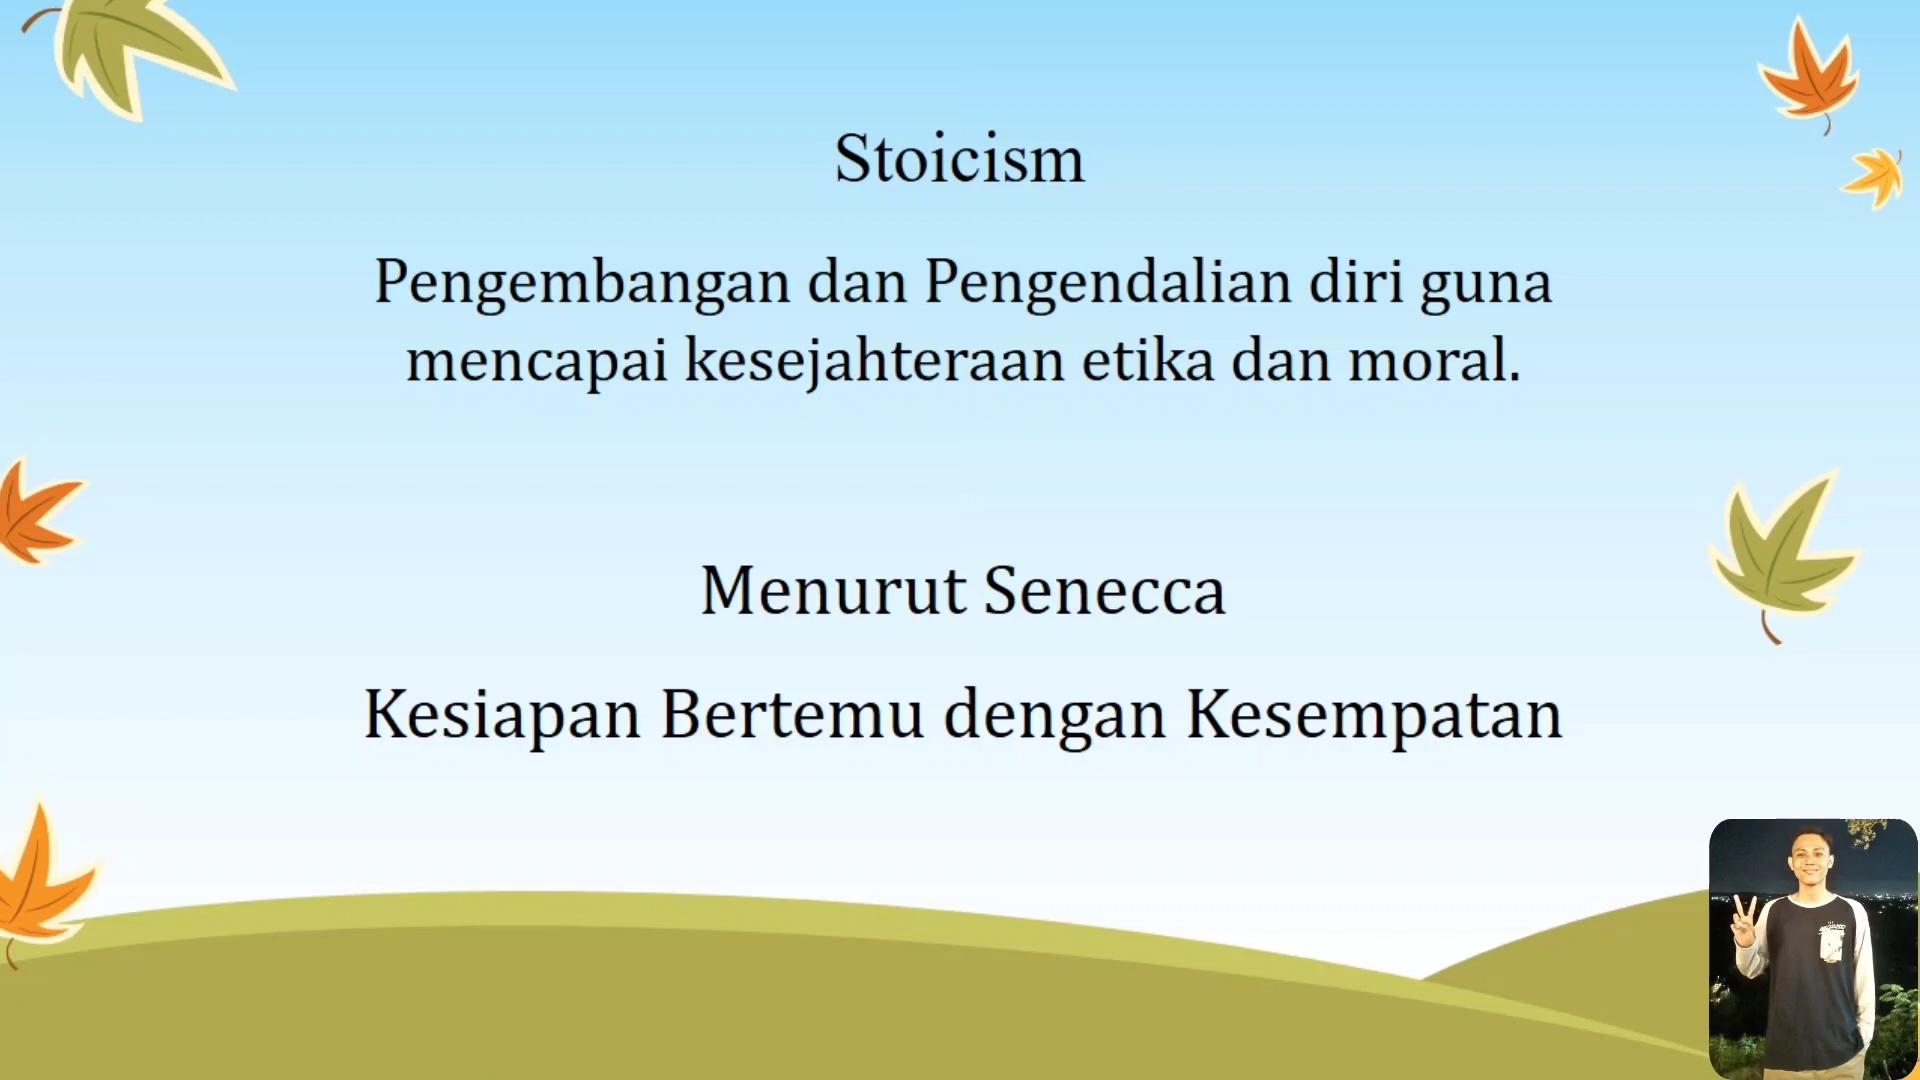 Stoicism
Pengembangan dan Pengendalian diri guna
mencapai kesejahteraan etika dan moral.
Menurut Senecca
Kesiapan Bertemu dengan Kesempatan